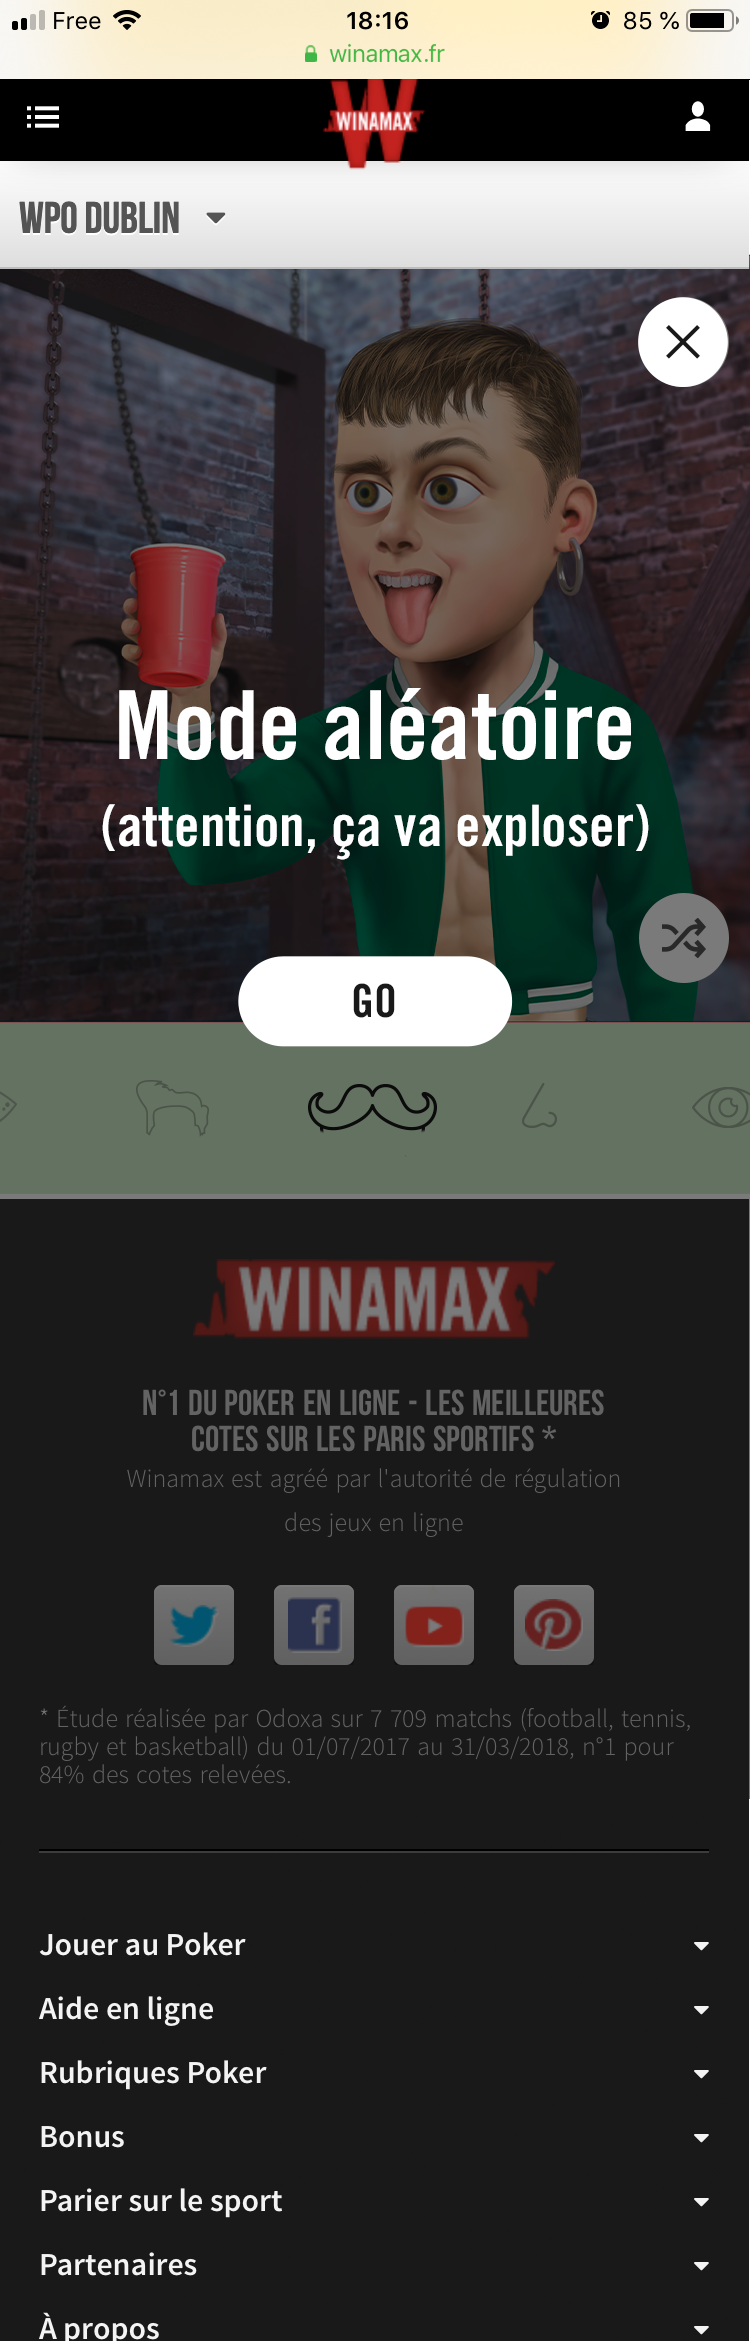 Free
18:16
85 %
winamax.fr
WINAMAX
WPO DUBLIN
Mode aléatoire
(attention, ça va exploser)
GO
WINAMAX
N°1 DU POKER EN LIGNE - LES MEILLEURES
COTES SUR LES PARIS SPORTIFS *
Winamax est agréé par l'autorité de régulation
des jeux en ligne
* Étude réalisée par Odoxa sur 7 709 matchs (football, tennis,
rugby et basketball) du 01/07/2017 au 31/03/2018, n°1 pour
84% des cotes relevées.
Jouer au Poker
Aide en ligne
Rubriques Poker
Bonus
Parier sur le sport
Partenaires
À propos